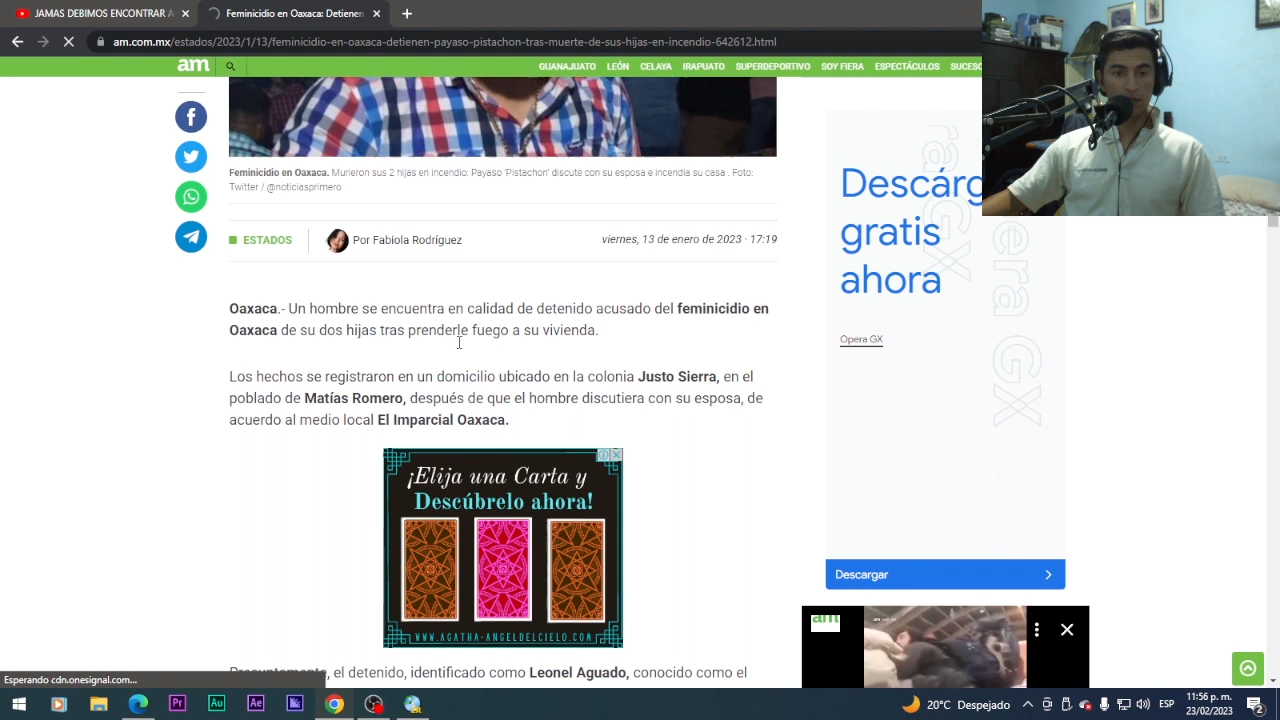 JAMAS DEBIMOS EN
am.com.mx/estados/2023/1/13/feminicidio-en-oaxaca-detienen-payaso-pistachon-tras-muerte-de-sus-hijas-en-incendio-642612.html
am
GUANAJUATO LEÓN CELAYA IRAPUATO SUPERDEPORTIVO SOY FIERA ESPECTÁCULOS
Feminicidio en Oaxaca. Murieron sus 2 hijas en incendio: Payaso 'Pistachon' discute con su esposa e incendia su casa . Foto:
Twitter / @noticiasprimero
ESTADOS
Por Fabiola Rodríguez
viernes, 13 de enero de 2023 · 17:19
Oaxaca.- Un hombre se encuentra en calidad de detenido acusado del feminicidio en
Oaxaca de su dos hijas tras prenderle fuego a su vivienda.
Los hechos se registraron en un domicilio ubicado en la colonia Justo Sierra, en el
poblado de Matías Romero, después de que el hombre discutiera con su esposa, de
acuerdo al medio local El Imparcial Oaxaca.
¡Elija una Carta y
Descúbrelo ahora!
WWW.AGATHA-ANGELDELCIELO.COM
el detenido, identificado como Leonel Aguado, conocido como el
Descárg
gratis
ahora
Opera GX
Descargar
am
Esperando cdn.onesignal.com...
Pr
Au
Ae
20°C Despejado
ESP
11:56 p. m.
23/02/2023
2